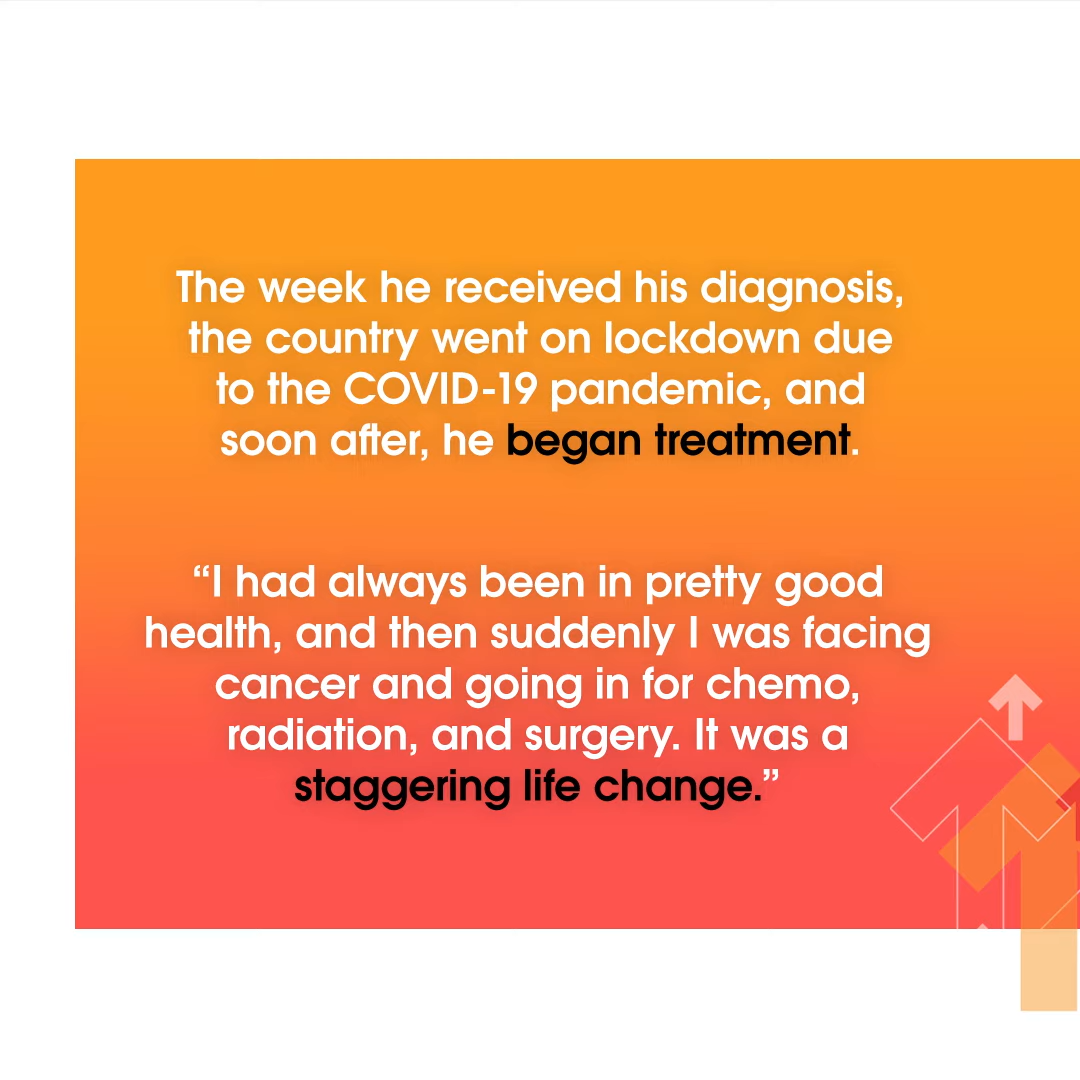 The week he received his diagnosis,
the country went on lockdown due
to the COVID-19 pandemic, and
soon after, he began treatment.
“I had always been in pretty good
health, and then suddenly I was facing
cancer and going in for chemo,
radiation, and surgery. It was a
staggering life change.”